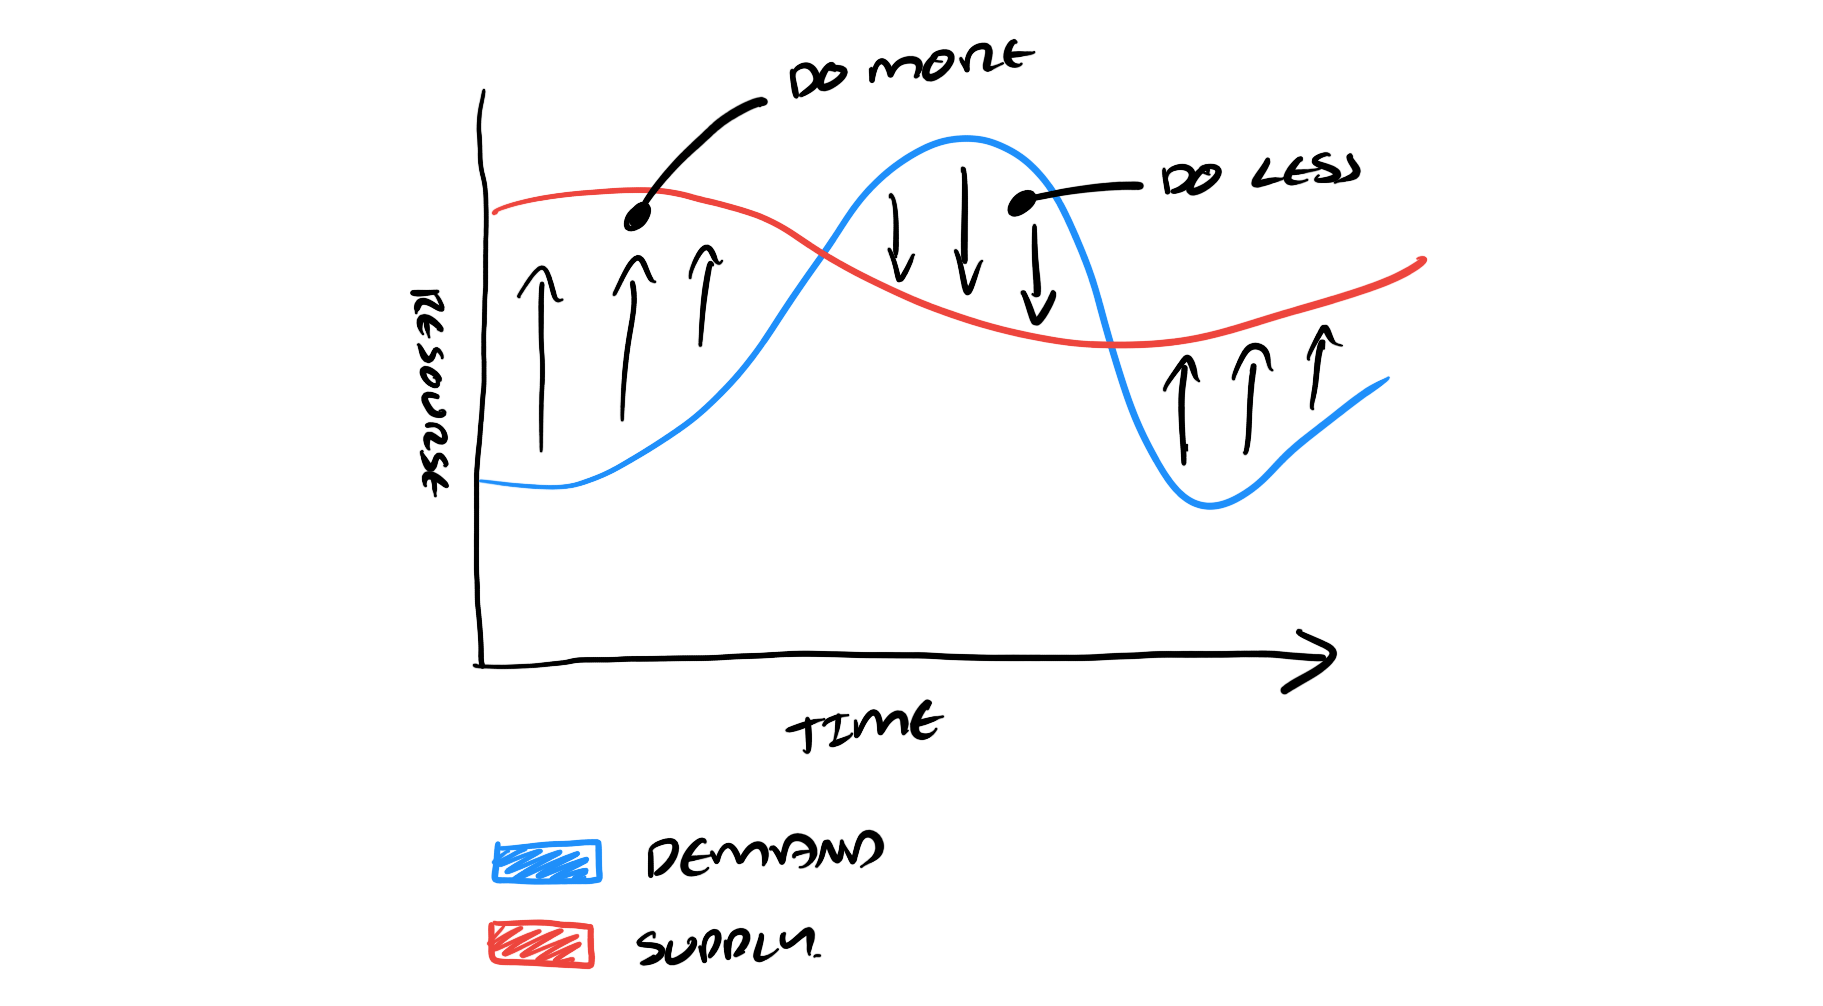 DO MORE
DO LESS
RESOURSE
TIME
DEMAND
SUPPLY.